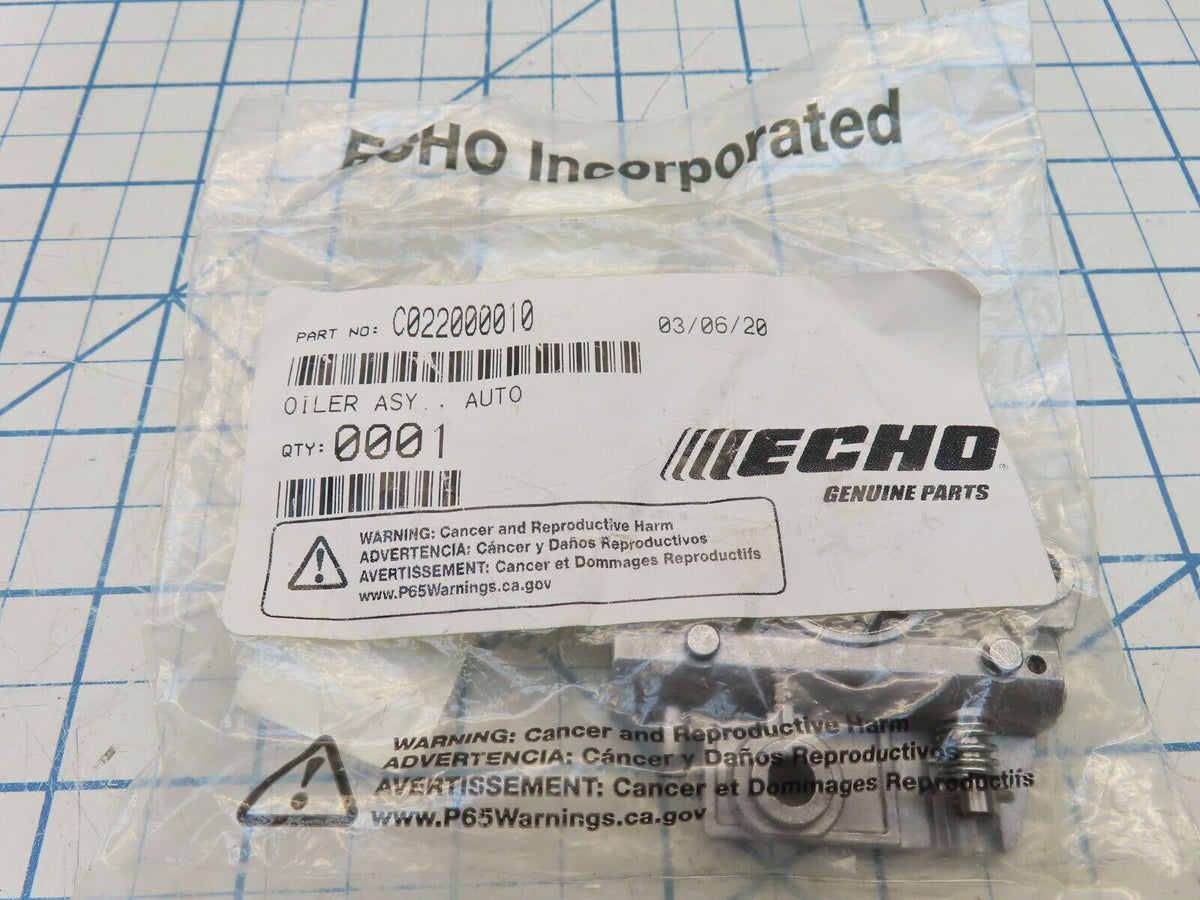 ECHO Incorporated
PART NO: C022000010 03/06/20
OILER ASY., AUTO
QTY: 0001
ECHO
GENUINE PARTS
WARNING: Cancer and Reproductive Harm
ADVERTENCIA: Cáncer y Daños Reproductivos
AVERTISSEMENT: Cancer et Dommages Reproductifs
www.P65Warnings.ca.gov
WARNING: Cancer and Reproductive Harm
ADVERTENCIA: Cáncer y Daños Reproductivos
AVERTISSEMENT: Cancer et Dommages Reproductifs
www.P65Warnings.ca.gov